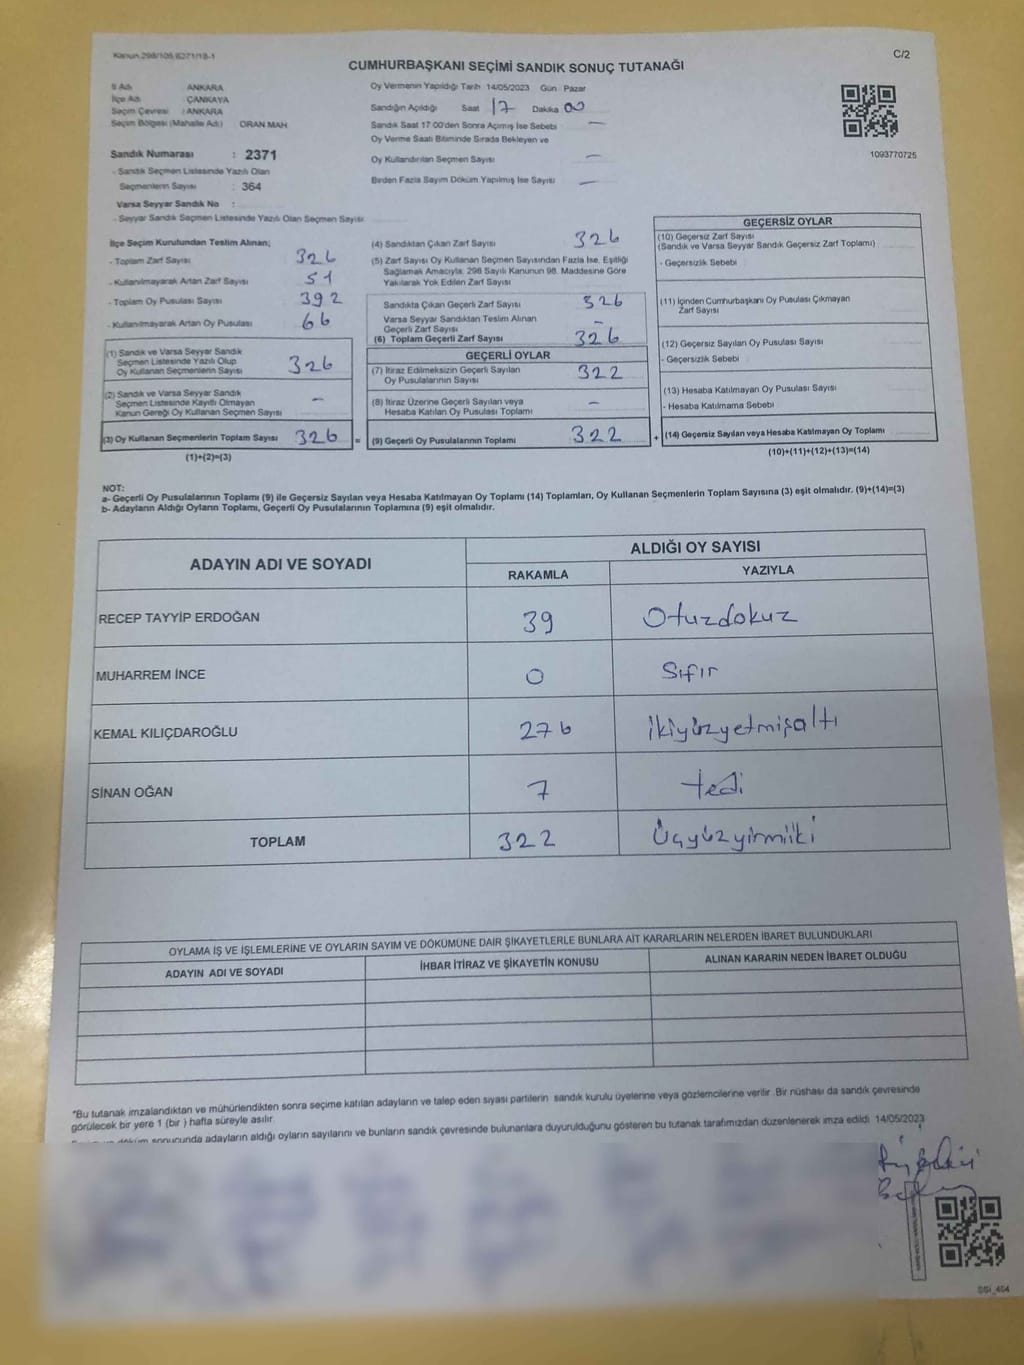 Kanun 298/105,6271/18-1
C/2
CUMHURBAŞKANI SEÇİMİ SANDIK SONUÇ TUTANAĞI
İl Adı : ANKARA
İlçe Adı : ÇANKAYA
Seçim Çevresi : ANKARA
Seçim Bölgesi (Mahalle Adı) ORAN MAH
Sandık Numarası : 2371
- Sandık Seçmen Listesinde Yazılı Olan
Seçmenlerin Sayısı : 364
Varsa Seyyar Sandık No :
- Seyyar Sandık Seçmen Listesinde Yazılı Olan Seçmen Sayısı
Oy Vermenin Yapıldığı Tarih 14/05/2023 Gün Pazar
Sandığın Açıldığı Saat 17 Dakika 00
Sandık Saat 17 00'den Sonra Açımış İse Sebebi —
Oy Verme Saati Bitiminde Sırada Bekleyen ve
Oy Kullandırılan Seçmen Sayısı —
Birden Fazla Sayım Döküm Yapılmış İse Sayısı —
1093770725
İlçe Seçim Kurulundan Teslim Alınan;
- Toplam Zarf Sayısı 326
- Kullanılmayarak Artan Zarf Sayısı 51
- Toplam Oy Pusulası Sayısı 392
- Kullanılmayarak Artan Oy Pusulası 66
(1) Sandık ve Varsa Seyyar Sandık
Seçmen Listesinde Yazılı Olup
Oy Kullanan Seçmenlerin Sayısı 326
(2) Sandık ve Varsa Seyyar Sandık
Seçmen Listesinde Kayıtlı Olmayan
Kanun Gereği Oy Kullanan Seçmen Sayısı -
(3) Oy Kullanan Seçmenlerin Toplam Sayısı 326 =
(1)+(2)=(3)
(4) Sandıktan Çıkan Zarf Sayısı 326
(5) Zarf Sayısı Oy Kullanan Seçmen Sayısından Fazla İse, Eşitliği
Sağlamak Amacıyla; 298 Sayılı Kanunun 98. Maddesine Göre
Yakılarak Yok Edilen Zarf Sayısı
Sandıkta Çıkan Geçerli Zarf Sayısı 326
Varsa Seyyar Sandıktan Teslim Alınan
Geçerli Zarf Sayısı -
(6) Toplam Geçerli Zarf Sayısı 326
GEÇERLİ OYLAR
(7) İtiraz Edilmeksizin Geçerli Sayılan
Oy Pusulalarının Sayısı 322
(8) İtiraz Üzerine Geçerli Sayılan veya
Hesaba Katılan Oy Pusulası Toplamı -
(9) Geçerli Oy Pusulalarının Toplamı 322 +
GEÇERSİZ OYLAR
(10) Geçersiz Zarf Sayısı
(Sandık ve Varsa Seyyar Sandık Geçersiz Zarf Toplamı)
- Geçersizlik Sebebi
(11) İçinden Cumhurbaşkanı Oy Pusulası Çıkmayan
Zarf Sayısı
(12) Geçersiz Sayılan Oy Pusulası Sayısı
- Geçersizlik Sebebi
(13) Hesaba Katılmayan Oy Pusulası Sayısı
- Hesaba Katılmama Sebebi
(14) Geçersiz Sayılan veya Hesaba Katılmayan Oy Toplamı
(10)+(11)+(12)+(13)=(14)
NOT:
a- Geçerli Oy Pusulalarının Toplamı (9) ile Geçersiz Sayılan veya Hesaba Katılmayan Oy Toplamı (14) Toplamları, Oy Kullanan Seçmenlerin Toplam Sayısına (3) eşit olmalıdır. (9)+(14)=(3)
b- Adayların Aldığı Oyların Toplamı, Geçerli Oy Pusulalarının Toplamına (9) eşit olmalıdır.
ADAYIN ADI VE SOYADI
ALDIĞI OY SAYISI
RAKAMLA YAZIYLA
RECEP TAYYİP ERDOĞAN 39 Otuzdokuz
MUHARREM İNCE 0 Sıfır
KEMAL KILIÇDAROĞLU 276 İkiyüzyetmişaltı
SİNAN OĞAN 7 Yedi
TOPLAM 322 Üçyüzyirmiiki
OYLAMA İŞ VE İŞLEMLERİNE VE OYLARIN SAYIM VE DÖKÜMÜNE DAİR ŞİKAYETLERLE BUNLARA AİT KARARLARIN NELERDEN İBARET BULUNDUKLARI
ADAYIN ADI VE SOYADI İHBAR İTİRAZ VE ŞİKAYETİN KONUSU ALINAN KARARIN NEDEN İBARET OLDUĞU
*Bu tutanak imzalandıktan ve mühürlendikten sonra seçime katılan adayların ve talep eden siyasi partilerin sandık kurulu üyelerine veya gözlemcilerine verilir. Bir nüshası da sandık çevresinde
görülecek bir yere 1 (bir ) hafta süreyle asılır.
döküm sonucunda adayların aldığı oyların sayılarını ve bunların sandık çevresinde bulunanlara duyurulduğunu gösteren bu tutanak tarafımızdan düzenlenerek imza edildi. 14/05/2023